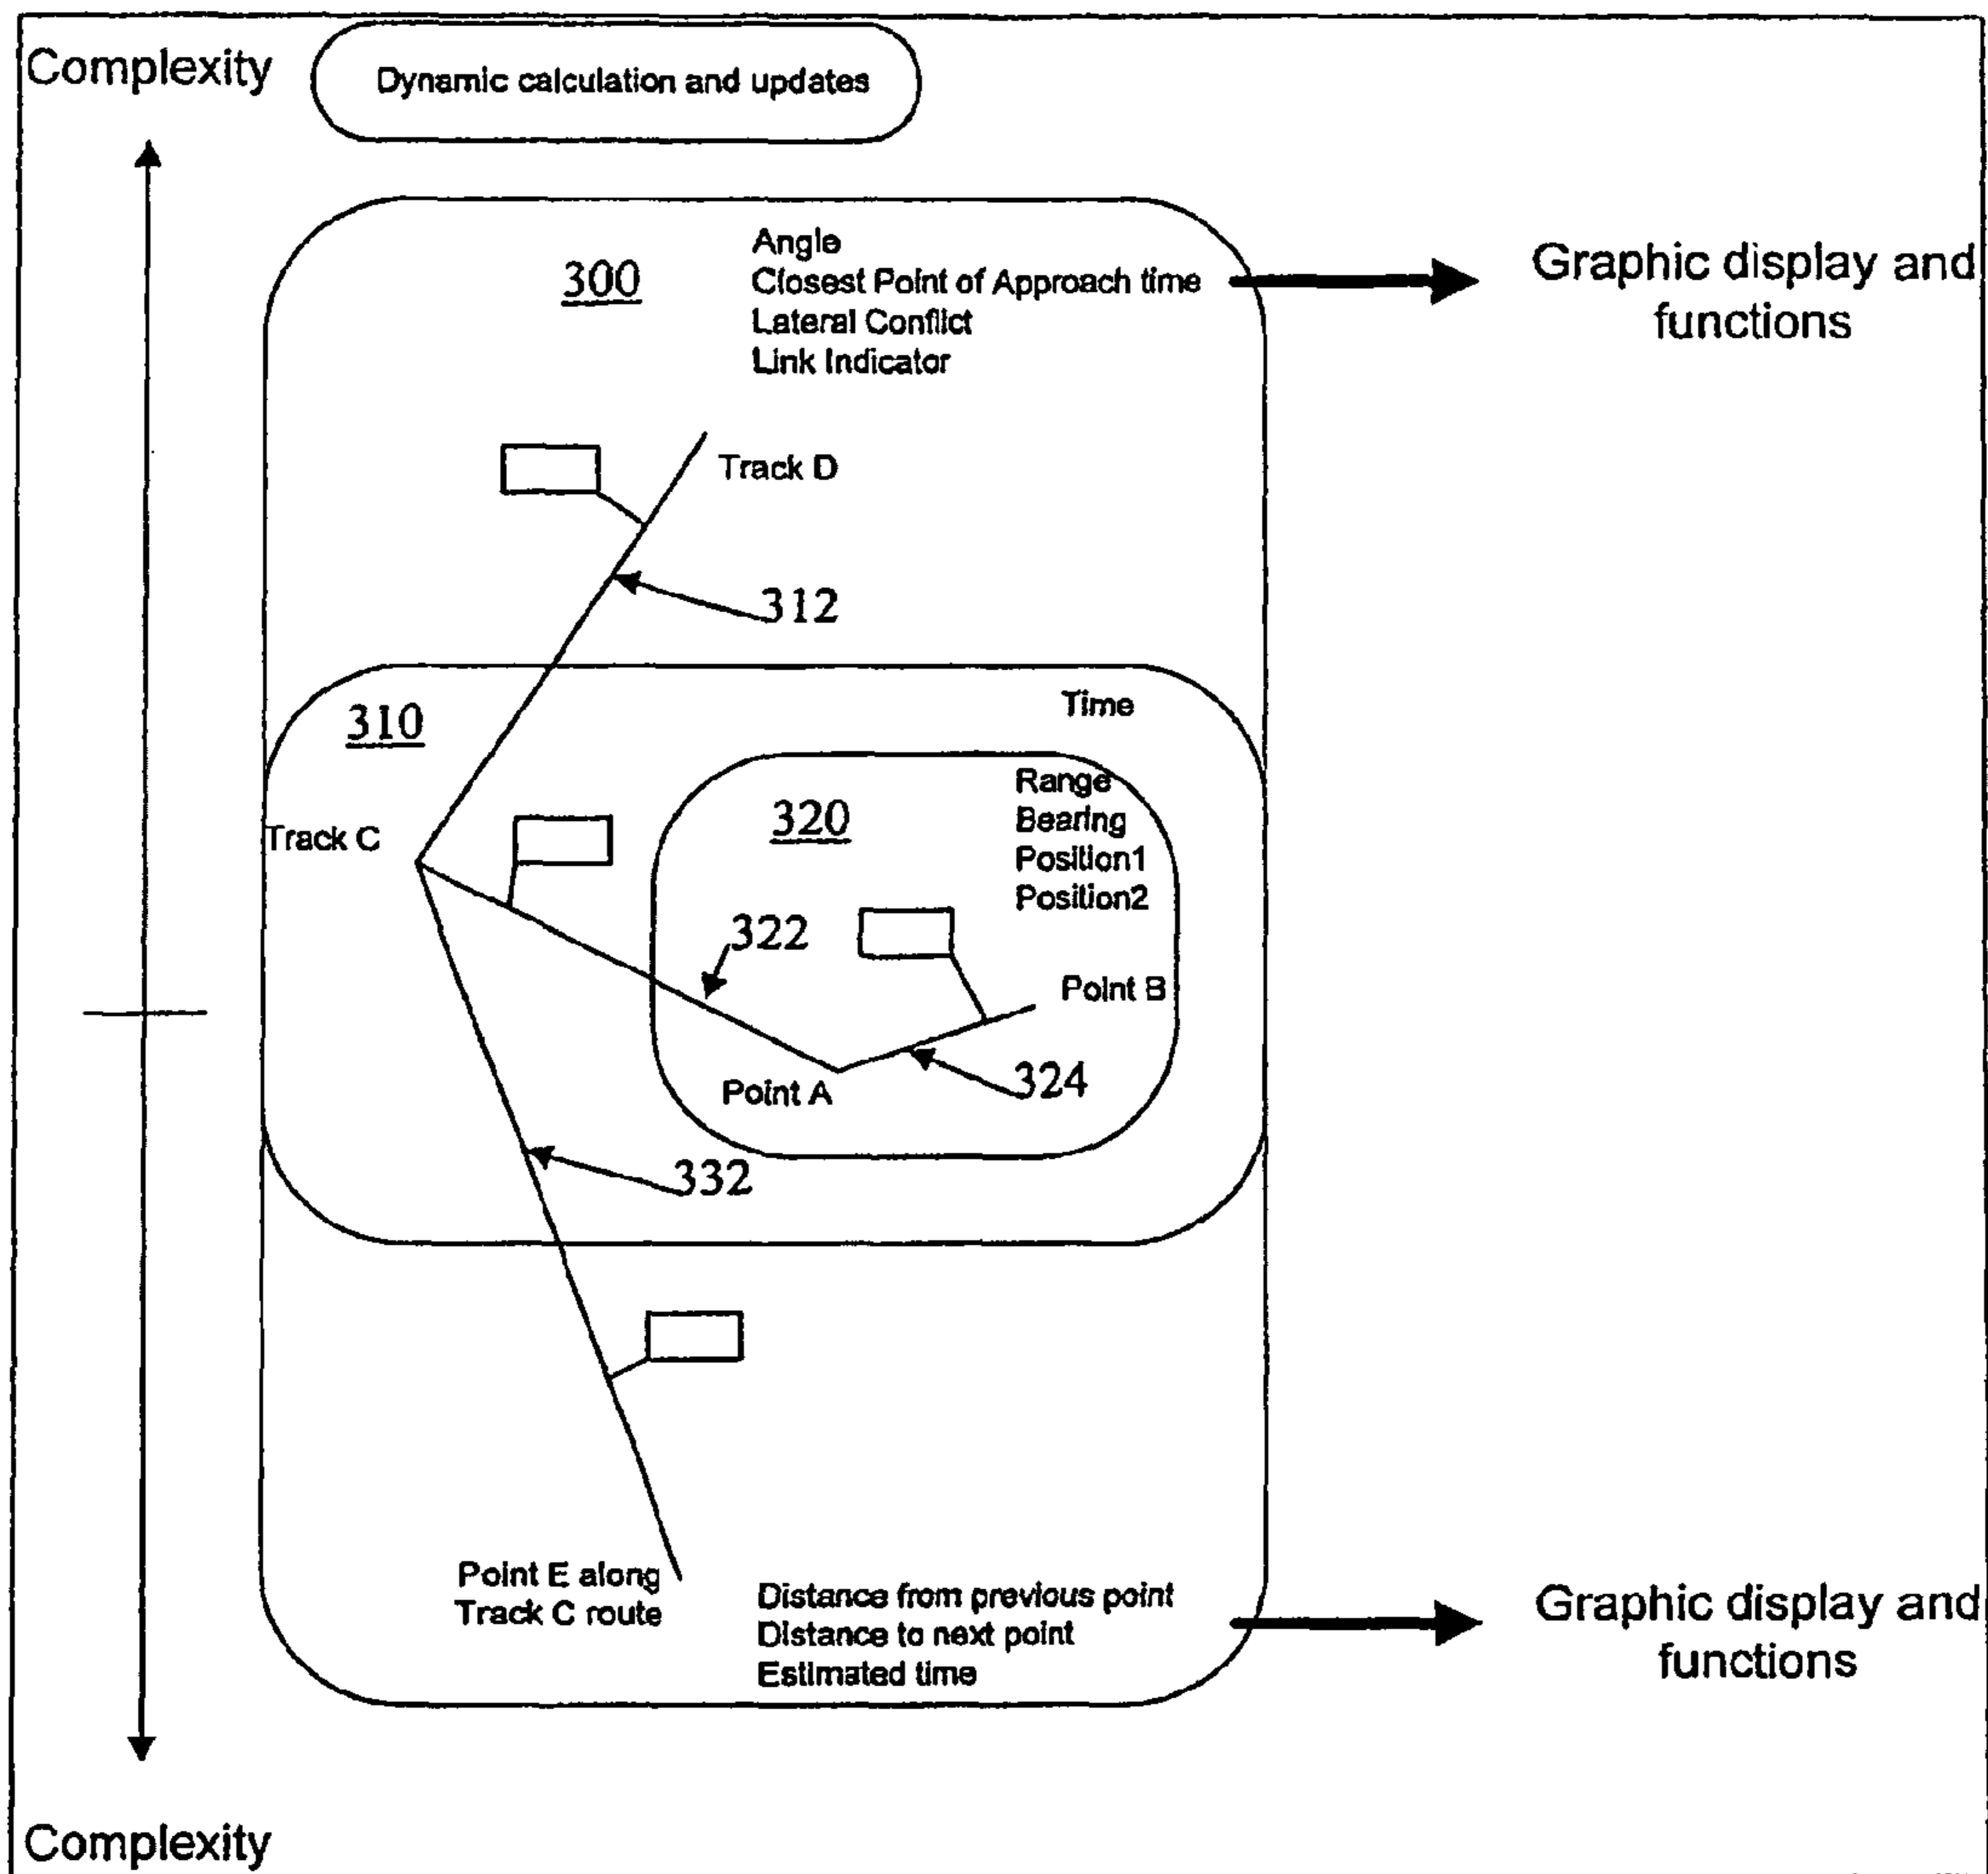 Complexity
Dynamic calculation and updates
300
Angle
Closest Point of Approach time
Lateral Conflict
Link Indicator
Graphic display and
functions
Track D
312
310
Time
Track C
320
Range
Bearing
Position1
Position2
322
Point B
Point A
324
332
Point E along
Track C route
Distance from previous point
Distance to next point
Estimated time
Graphic display and
functions
Complexity